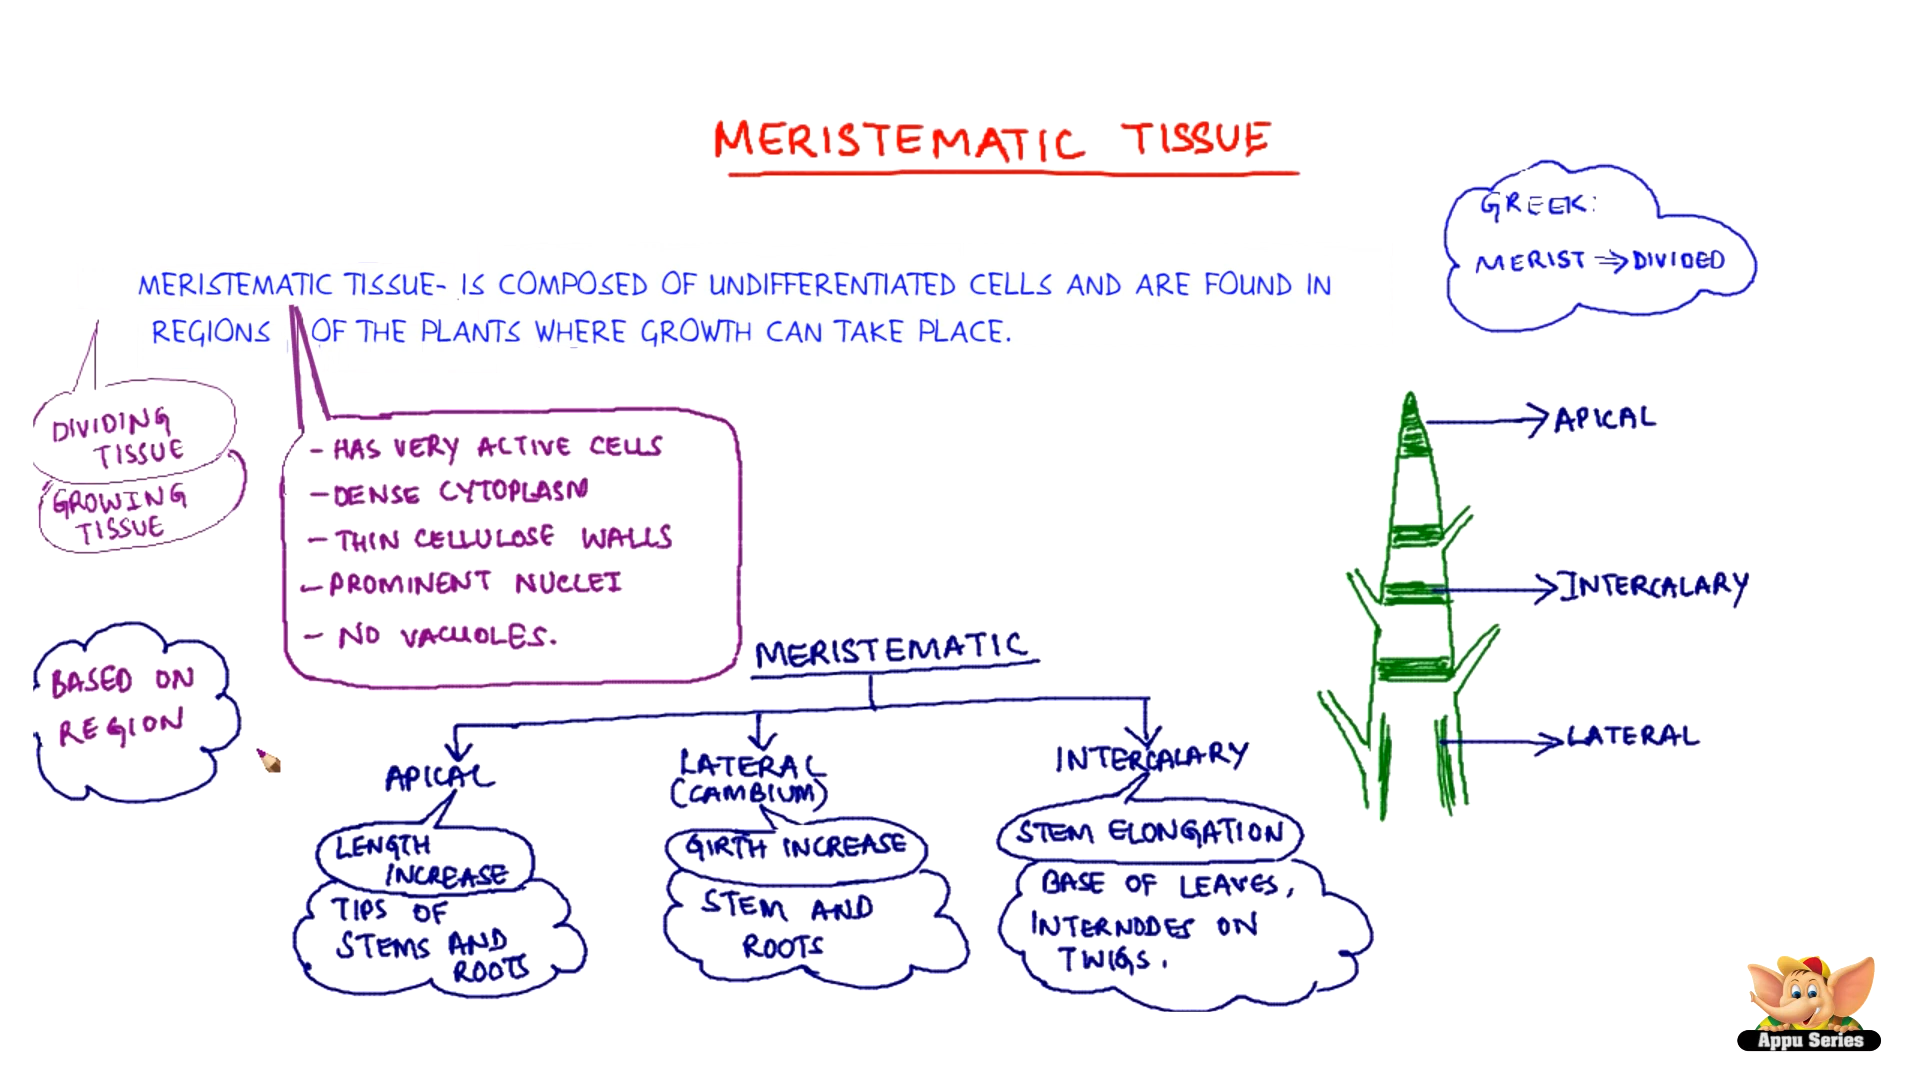 MERISTEMATIC TISSUE
GREEK:
MERIST ⇒ DIVIDED
MERISTEMATIC TISSUE- IS COMPOSED OF UNDIFFERENTIATED CELLS AND ARE FOUND IN
REGIONS OF THE PLANTS WHERE GROWTH CAN TAKE PLACE.
DIVIDING
TISSUE
GROWING
TISSUE
- HAS VERY ACTIVE CELLS
- DENSE CYTOPLASM
- THIN CELLULOSE WALLS
- PROMINENT NUCLEI
- NO VACUOLES.
BASED ON
REGION
MERISTEMATIC
APICAL
LENGTH
INCREASE
TIPS OF
STEMS AND
ROOTS
LATERAL
(CAMBIUM)
GIRTH INCREASE
STEM AND
ROOTS
INTERCALARY
STEM ELONGATION
BASE OF LEAVES,
INTERNODES ON
TWIGS.
APICAL
INTERCALARY
LATERAL
Appu Series